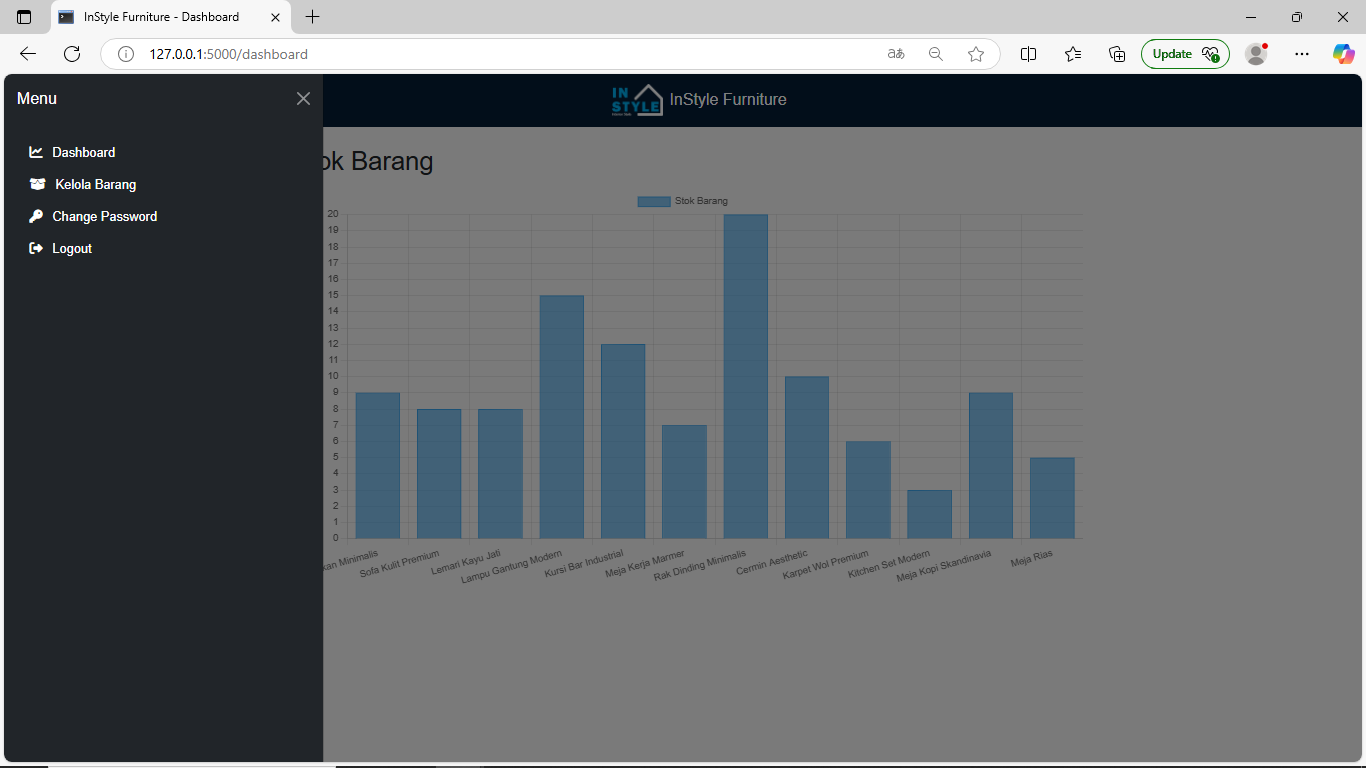 InStyle Furniture - Dashboard
127.0.0.1:5000/dashboard
Update
Menu
IN
STYLE
InStyle Furniture
Dashboard
Kelola Barang
Change Password
Logout
ok Barang
Stok Barang
20
19
18
17
16
15
14
13
12
11
10
9
8
7
6
5
4
3
2
1
0
kan Minimalis
Sofa Kulit Premium
Lemari Kayu Jati
Lampu Gantung Modern
Kursi Bar Industrial
Meja Kerja Marmer
Rak Dinding Minimalis
Cermin Aesthetic
Karpet Wol Premium
Kitchen Set Modern
Meja Kopi Skandinavia
Meja Rias